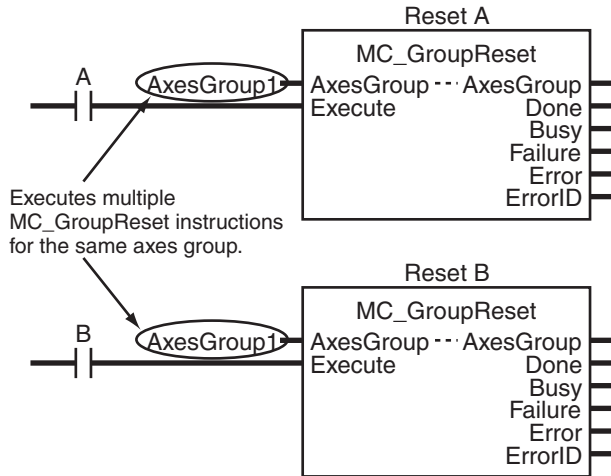 Reset A
MC_GroupReset
A
AxesGroup1
AxesGroup
AxesGroup
Execute
Done
Busy
Failure
Error
ErrorID
Executes multiple
MC_GroupReset instructions
for the same axes group.
Reset B
MC_GroupReset
B
AxesGroup1
AxesGroup
AxesGroup
Execute
Done
Busy
Failure
Error
ErrorID